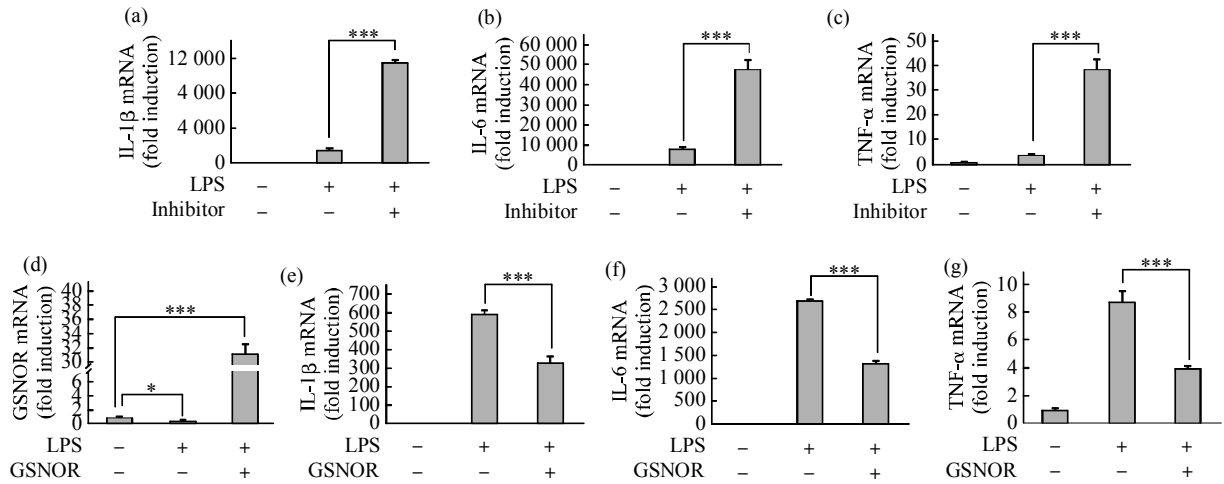 (a)
IL-1β mRNA
(fold induction)
12 000
8 000
4 000
0
***
LPS – + +
Inhibitor – – +
(b)
IL-6 mRNA
(fold induction)
60 000
50 000
40 000
30 000
20 000
10 000
0
***
LPS – + +
Inhibitor – – +
(c)
TNF-α mRNA
(fold induction)
50
40
30
20
10
0
***
LPS – + +
Inhibitor – – +
(d)
GSNOR mRNA
(fold induction)
40
38
36
34
32
31
30
6
4
2
0
***
*
LPS – + +
GSNOR – – +
(e)
IL-1β mRNA
(fold induction)
700
600
500
400
300
200
100
0
***
LPS – + +
GSNOR – – +
(f)
IL-6 mRNA
(fold induction)
3 000
2 500
2 000
1 500
1 000
500
0
***
LPS – + +
GSNOR – – +
(g)
TNF-α mRNA
(fold induction)
10
8
6
4
2
0
***
LPS – + +
GSNOR – – +